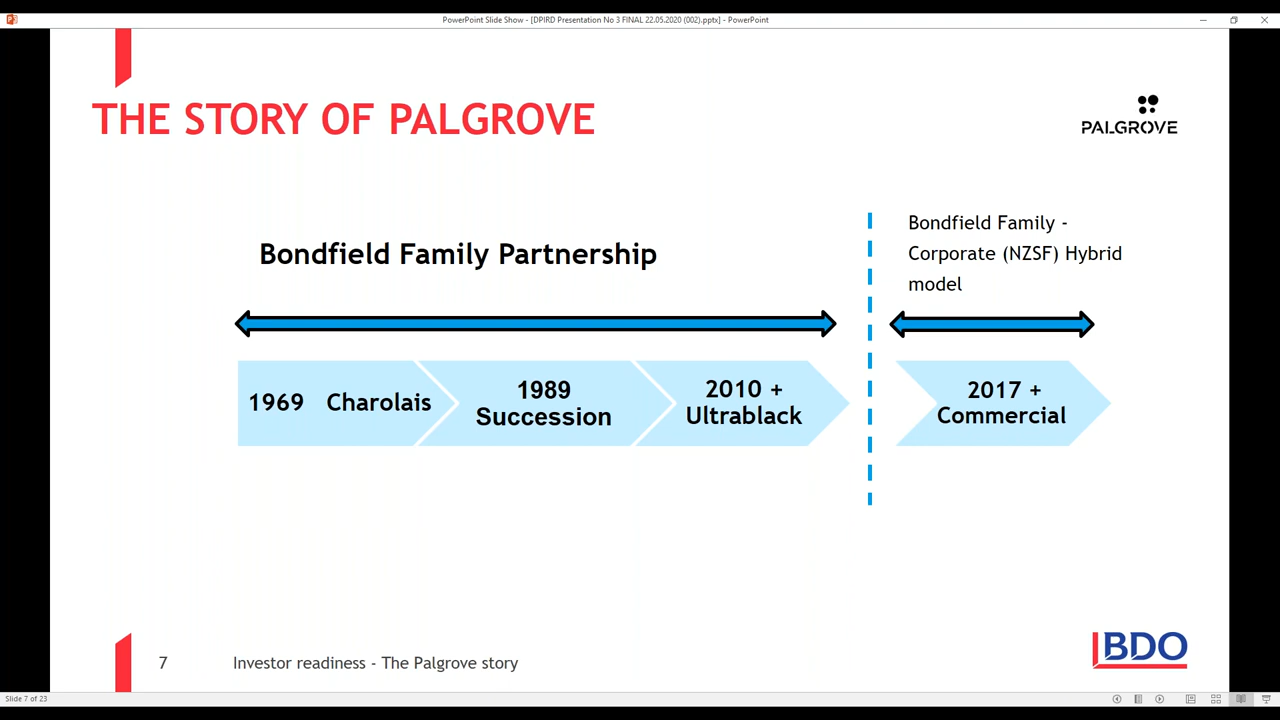 PowerPoint Slide Show - [DPIRD Presentation No 3 FINAL 22.05.2020 (002).pptx] - PowerPoint
THE STORY OF PALGROVE
PALGROVE
Bondfield Family Partnership
Bondfield Family -
Corporate (NZSF) Hybrid
model
1969 Charolais
1989
Succession
2010 +
Ultrablack
2017 +
Commercial
7
Investor readiness - The Palgrove story
BDO
Slide 7 of 23